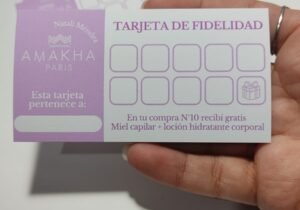 Natali Méndez
AMAKHA
PARIS
Esta tarjeta
pertenece a:
TARJETA DE FIDELIDAD
En tu compra N°10 recibí gratis
Miel capilar + loción hidratante corporal